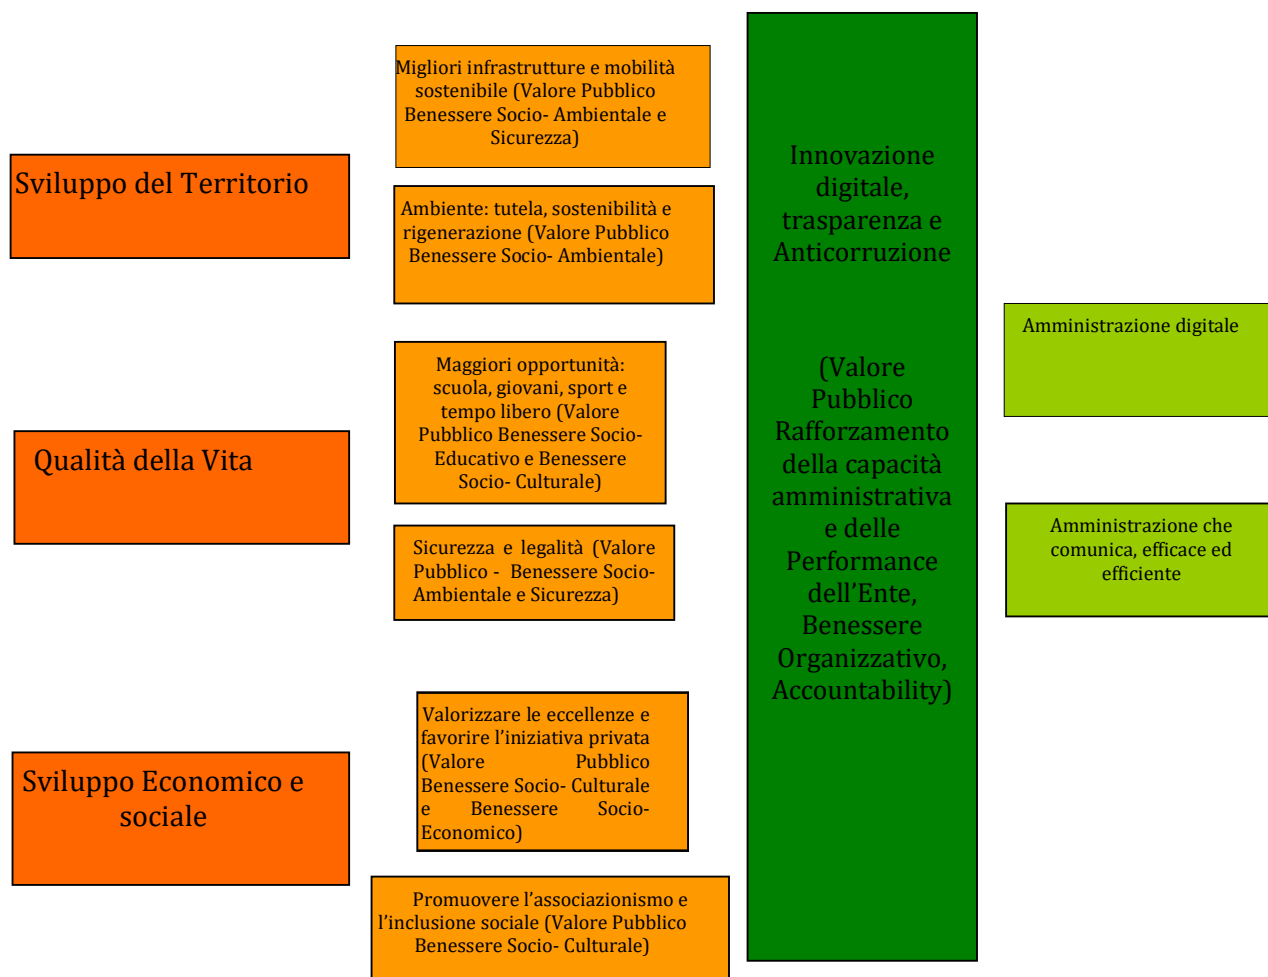 Sviluppo del Territorio
Migliori infrastrutture e mobilità
sostenibile (Valore Pubblico
Benessere Socio- Ambientale e
Sicurezza)
Ambiente: tutela, sostenibilità e
rigenerazione (Valore Pubblico
Benessere Socio- Ambientale)
Qualità della Vita
Maggiori opportunità:
scuola, giovani, sport e
tempo libero (Valore
Pubblico Benessere Socio-
Educativo e Benessere
Socio- Culturale)
Sicurezza e legalità (Valore
Pubblico - Benessere Socio-
Ambientale e Sicurezza)
Sviluppo Economico e
sociale
Valorizzare le eccellenze e
favorire l’iniziativa privata
(Valore Pubblico
Benessere Socio- Culturale
e Benessere Socio-
Economico)
Promuovere l’associazionismo e
l’inclusione sociale (Valore Pubblico
Benessere Socio- Culturale)
Innovazione
digitale,
trasparenza e
Anticorruzione
(Valore
Pubblico
Rafforzamento
della capacità
amministrativa
e delle
Performance
dell’Ente,
Benessere
Organizzativo,
Accountability)
Amministrazione digitale
Amministrazione che
comunica, efficace ed
efficiente